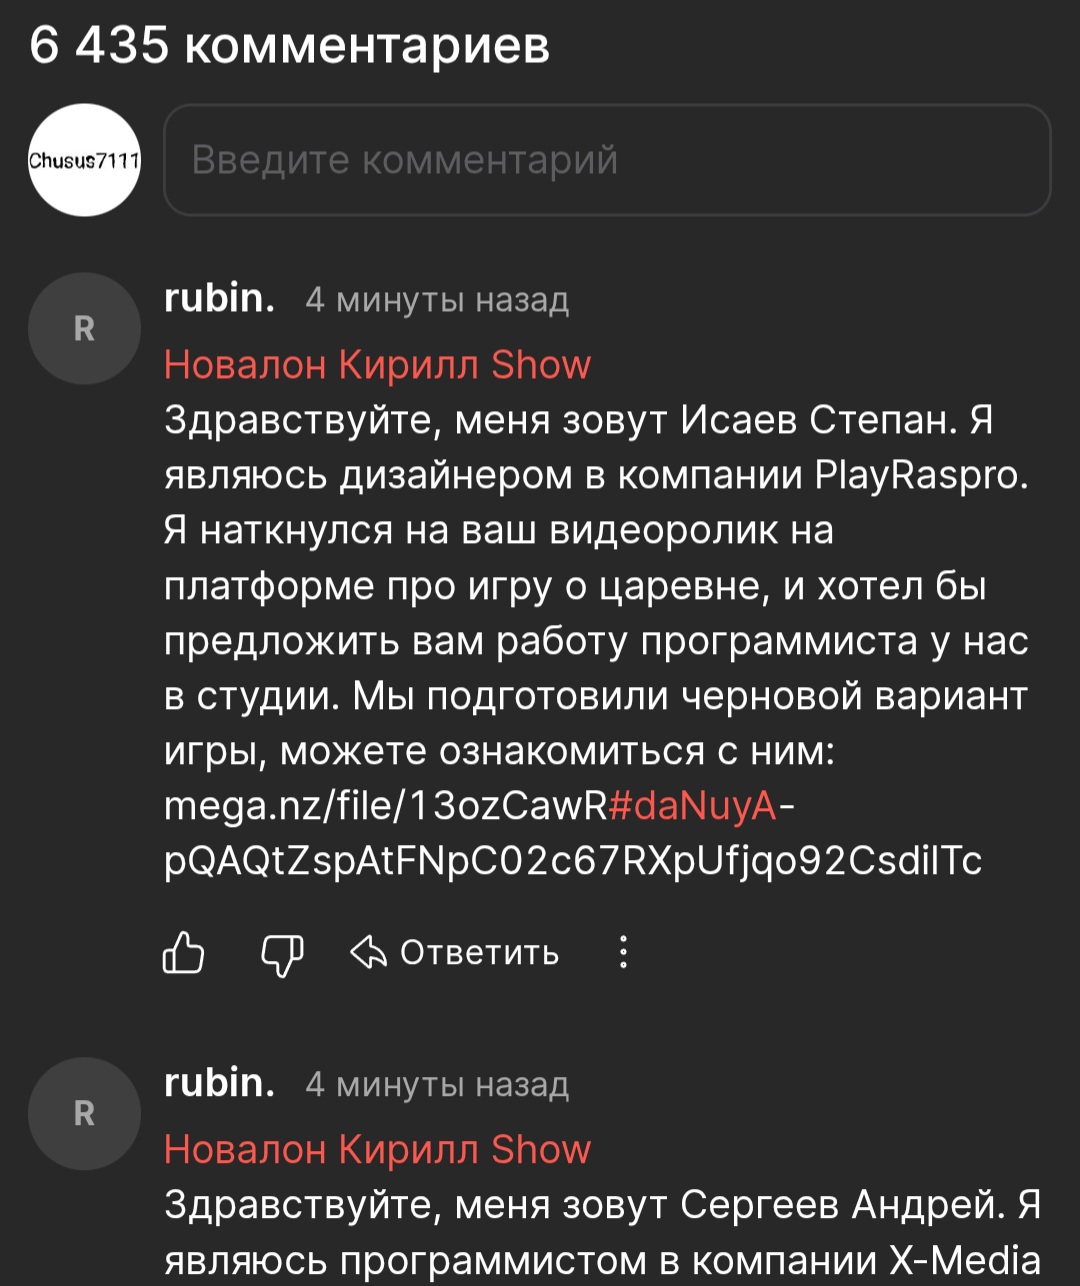 6 435 комментариев
Chusus7111
Введите комментарий
R
rubin. 4 минуты назад
Новалон Кирилл Show
Здравствуйте, меня зовут Исаев Степан. Я
являюсь дизайнером в компании PlayRaspro.
Я наткнулся на ваш видеоролик на
платформе про игру о царевне, и хотел бы
предложить вам работу программиста у нас
в студии. Мы подготовили черновой вариант
игры, можете ознакомиться с ним:
mega.nz/file/13ozCawR#daNuyA-
pQAQtZspAtFNpC02c67RXpUfjqo92CsdilTc
Ответить
R
rubin. 4 минуты назад
Новалон Кирилл Show
Здравствуйте, меня зовут Сергеев Андрей. Я
являюсь программистом в компании X-Media